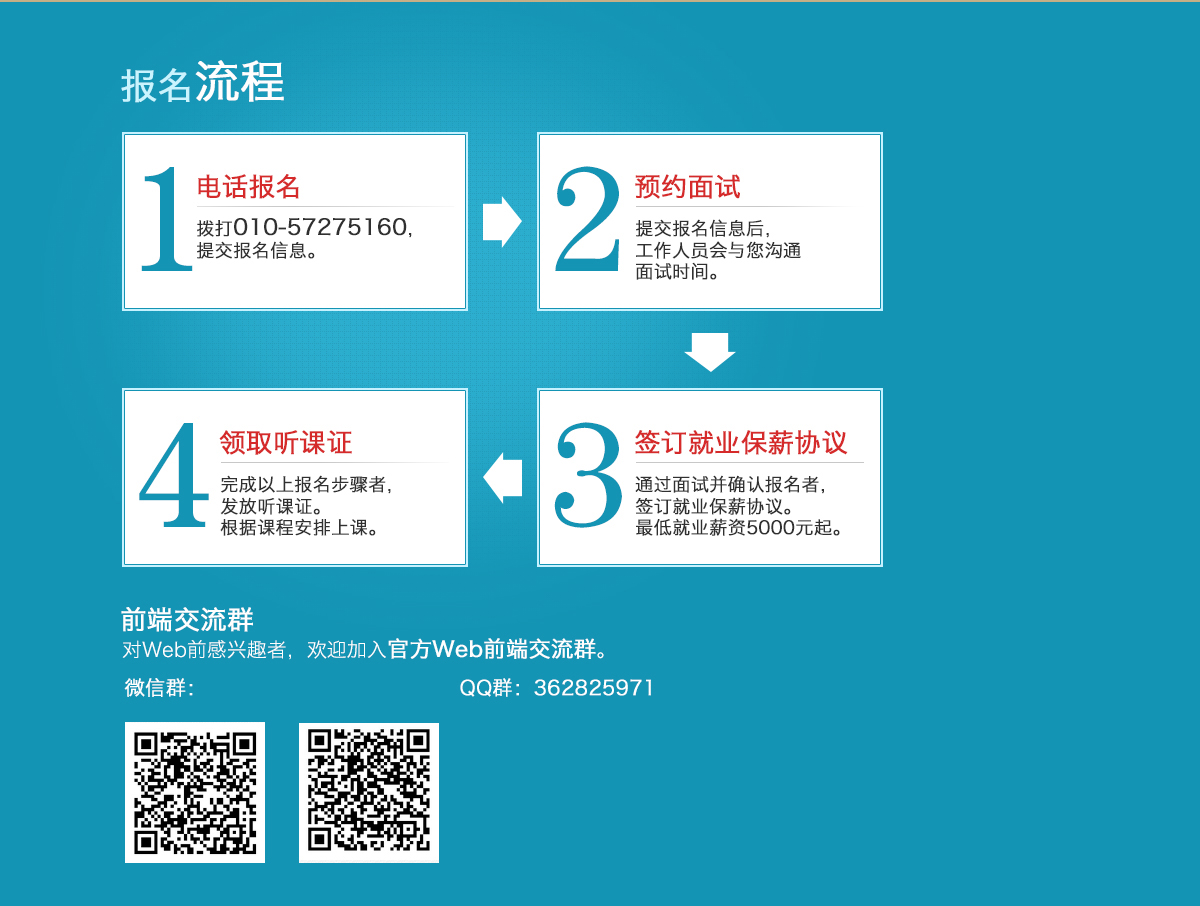 报名流程
1
电话报名
拨打010-57275160,
提交报名信息。
2
预约面试
提交报名信息后,
工作人员会与您沟通
面试时间。
4
领取听课证
完成以上报名步骤者,
发放听课证。
根据课程安排上课。
3
签订就业保薪协议
通过面试并确认报名者,
签订就业保薪协议。
最低就业薪资5000元起。
前端交流群
对Web前感兴趣者, 欢迎加入官方Web前端交流群。
微信群: QQ群: 362825971